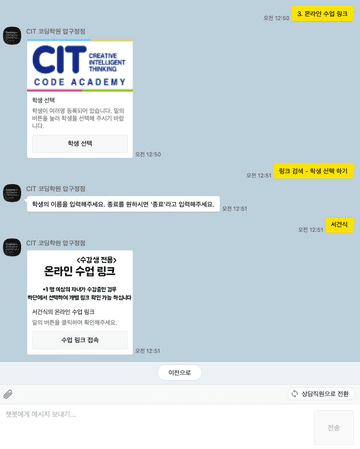 오전 12:50
3. 온라인 수업 링크
CIT 코딩학원 압구정점
CIT
CREATIVE
INTELLIGENT
THINKING
CODE ACADEMY
학생 선택
학생이 여러명 등록되어 있습니다. 밑의
버튼을 눌러 학생을 선택해 주시기 바랍
니다.
학생 선택
오전 12:50
오전 12:51
링크 검색 - 학생 선택 하기
CIT 코딩학원 압구정점
학생의 이름을 입력해주세요. 종료를 원하시면 '종료'라고 입력해주세요.
오전 12:51
오전 12:51
서건식
CIT 코딩학원 압구정점
<수강생 전용>
온라인 수업 링크
*1명 이상의 자녀가 수강중인 경우
하단에서 선택하여 개별 링크 확인 가능 하십니다
서건식의 온라인 수업 링크
밑의 버튼을 클릭하여 확인해주세요.
수업 링크 접속
오전 12:51
이전으로
상담직원으로 전환
챗봇에게 메시지 보내기...
전송